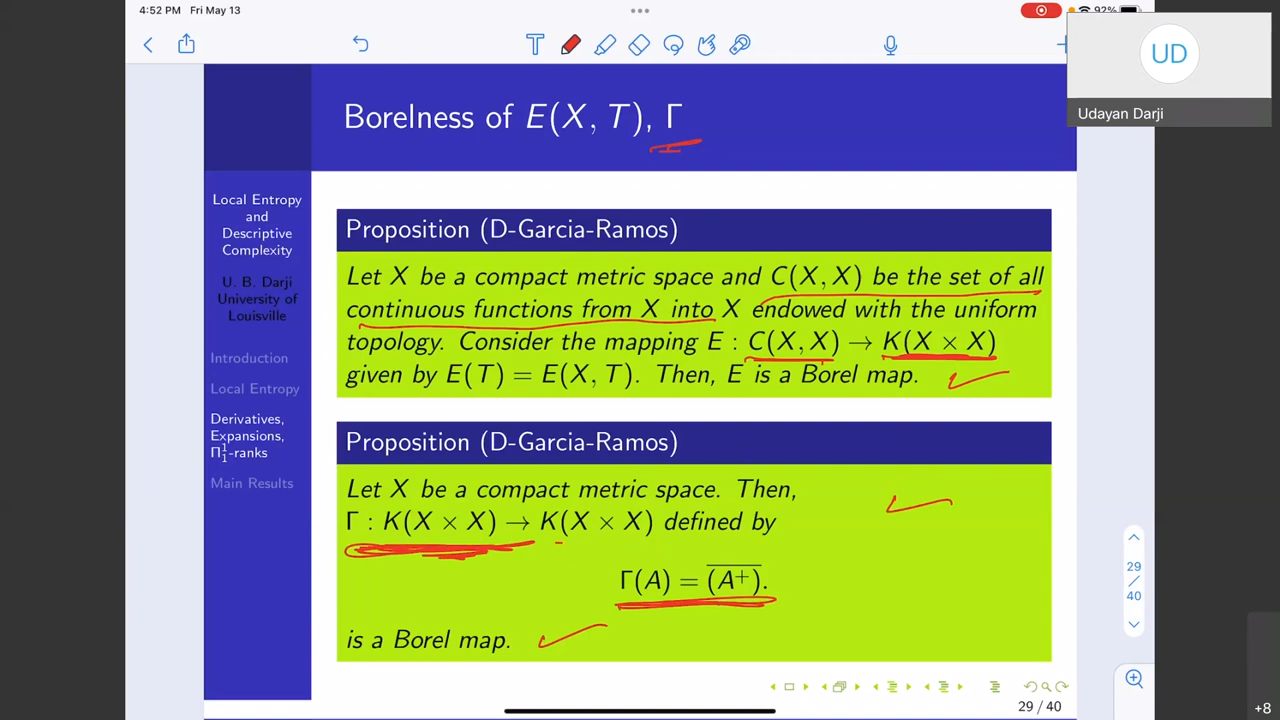 4:52 PM Fri May 13
92%
UD
Udayan Darji
Borelness of E(X, T), Γ
Local Entropy
and
Descriptive
Complexity
U. B. Darji
University of
Louisville
Introduction
Local Entropy
Derivatives,
Expansions,
Π¹₁-ranks
Main Results
Proposition (D-Garcia-Ramos)
Let X be a compact metric space and C(X, X) be the set of all
continuous functions from X into X endowed with the uniform
topology. Consider the mapping E : C(X, X) → K(X × X)
given by E(T) = E(X, T). Then, E is a Borel map.
Proposition (D-Garcia-Ramos)
Let X be a compact metric space. Then,
Γ : K(X × X) → K(X × X) defined by
Γ(A) = \overline{(A⁺)}.
is a Borel map.
29
/
40
29 / 40
+8